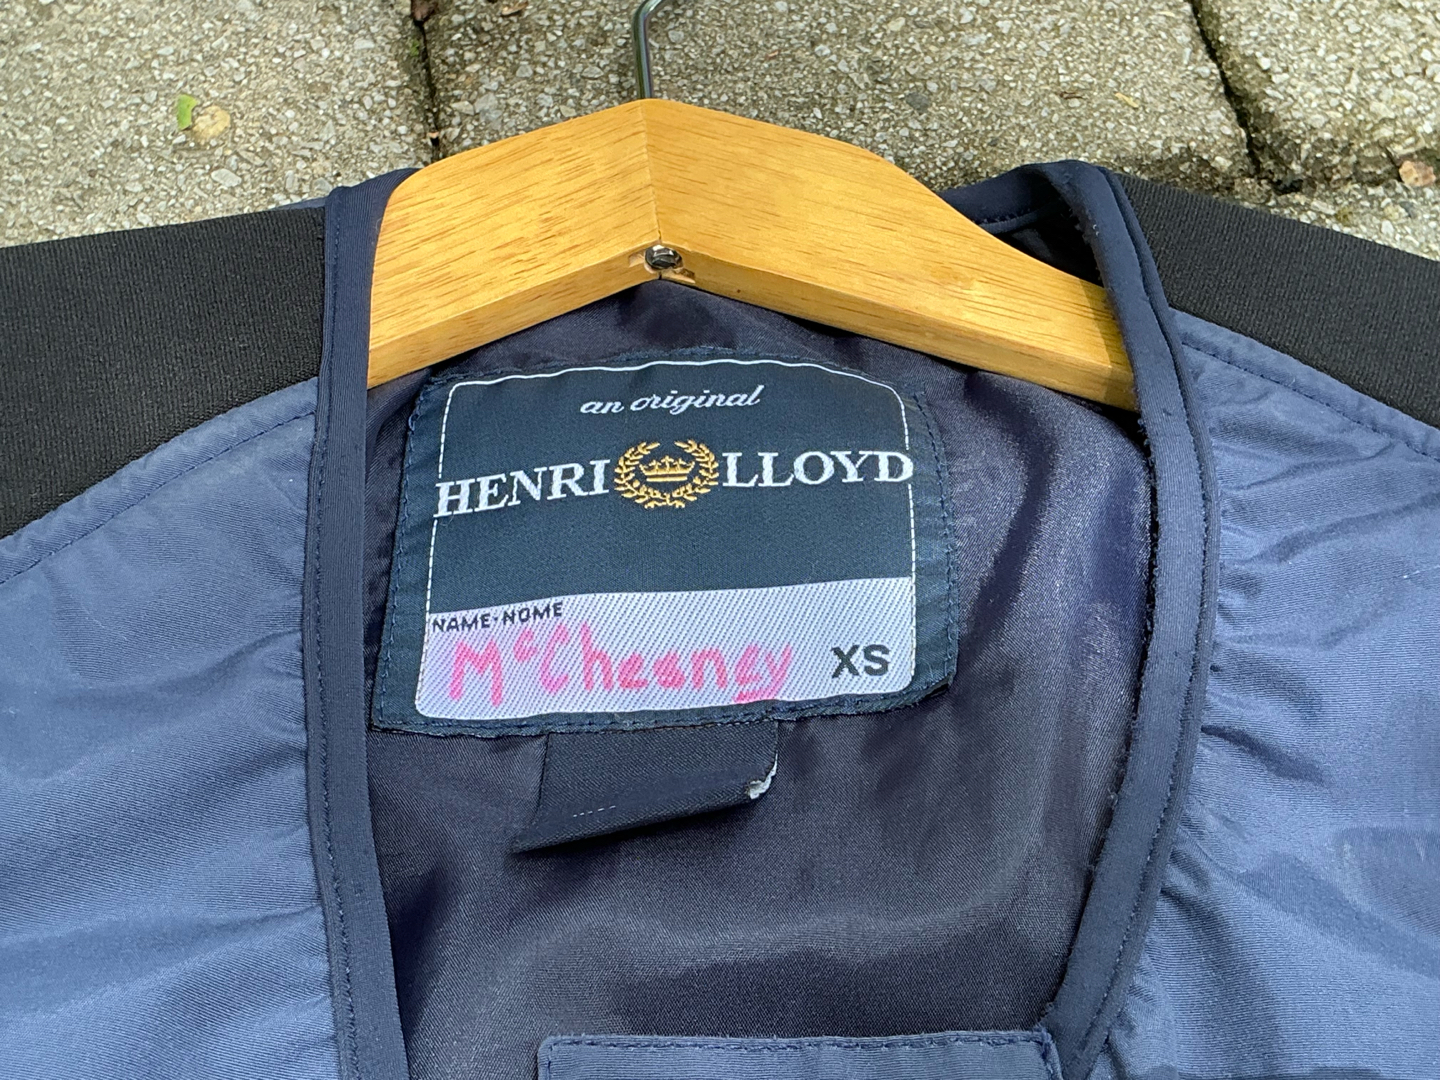 an original
HENRI LLOYD
NAME-NOME
McChesney XS